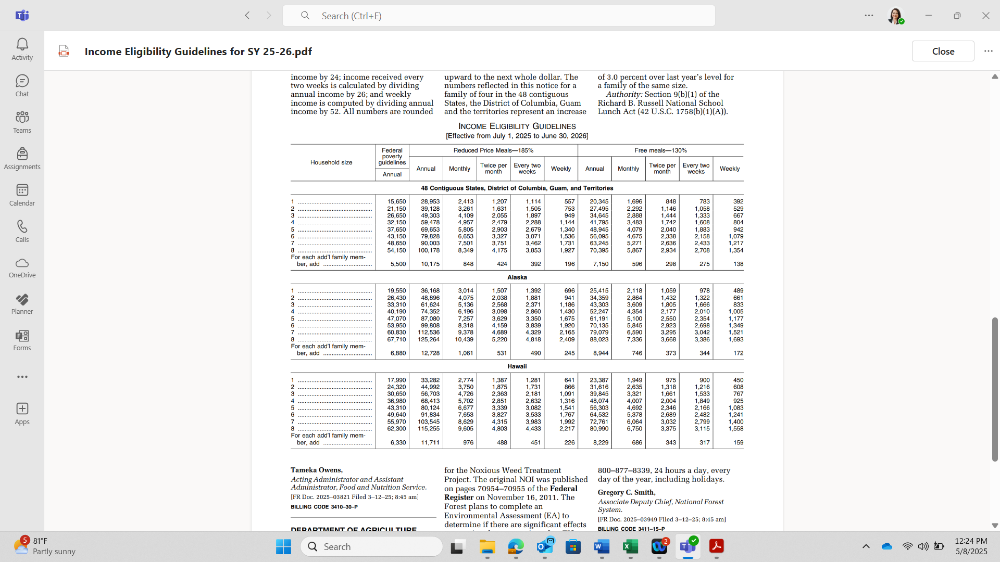 Search (Ctrl+E)
Activity
Chat
Teams
Assignments
Calendar
Calls
OneDrive
Planner
Forms
Apps
Income Eligibility Guidelines for SY 25-26.pdf
Close
income by 24; income received every
two weeks is calculated by dividing
annual income by 26; and weekly
income is computed by dividing annual
income by 52. All numbers are rounded
upward to the next whole dollar. The
numbers reflected in this notice for a
family of four in the 48 contiguous
States, the District of Columbia, Guam
and the territories represent an increase
of 3.0 percent over last year's level for
a family of the same size.
Authority: Section 9(b)(1) of the
Richard B. Russell National School
Lunch Act (42 U.S.C. 1758(b)(1)(A)).
INCOME ELIGIBILITY GUIDELINES
[Effective from July 1, 2025 to June 30, 2026]
Household size Federal poverty guidelines Reduced Price Meals—185% Free meals—130%
Annual Annual Monthly Twice per month Every two weeks Weekly Annual Monthly Twice per month Every two weeks Weekly
48 Contiguous States, District of Columbia, Guam, and Territories
1 15,650 28,953 2,413 1,207 1,114 557 20,345 1,696 848 783 392
2 21,150 39,128 3,261 1,631 1,505 753 27,495 2,292 1,146 1,058 529
3 26,650 49,303 4,109 2,055 1,897 949 34,645 2,888 1,444 1,333 667
4 32,150 59,478 4,957 2,479 2,288 1,144 41,795 3,483 1,742 1,608 804
5 37,650 69,653 5,805 2,903 2,679 1,340 48,945 4,079 2,040 1,883 942
6 43,150 79,828 6,653 3,327 3,071 1,536 56,095 4,675 2,338 2,158 1,079
7 48,650 90,003 7,501 3,751 3,462 1,731 63,245 5,271 2,636 2,433 1,217
8 54,150 100,178 8,349 4,175 3,853 1,927 70,395 5,867 2,934 2,708 1,354
For each add'l family mem-
ber, add 5,500 10,175 848 424 392 196 7,150 596 298 275 138
Alaska
1 19,550 36,168 3,014 1,507 1,392 696 25,415 2,118 1,059 978 489
2 26,430 48,896 4,075 2,038 1,881 941 34,359 2,864 1,432 1,322 661
3 33,310 61,624 5,136 2,568 2,371 1,186 43,303 3,609 1,805 1,666 833
4 40,190 74,352 6,196 3,098 2,860 1,430 52,247 4,354 2,177 2,010 1,005
5 47,070 87,080 7,257 3,629 3,350 1,675 61,191 5,100 2,550 2,354 1,177
6 53,950 99,808 8,318 4,159 3,839 1,920 70,135 5,845 2,923 2,698 1,349
7 60,830 112,536 9,378 4,689 4,329 2,165 79,079 6,590 3,295 3,042 1,521
8 67,710 125,264 10,439 5,220 4,818 2,409 88,023 7,336 3,668 3,386 1,693
For each add'l family mem-
ber, add 6,880 12,728 1,061 531 490 245 8,944 746 373 344 172
Hawaii
1 17,990 33,282 2,774 1,387 1,281 641 23,387 1,949 975 900 450
2 24,320 44,992 3,750 1,875 1,731 866 31,616 2,635 1,318 1,216 608
3 30,650 56,703 4,726 2,363 2,181 1,091 39,845 3,321 1,661 1,533 767
4 36,980 68,413 5,702 2,851 2,632 1,316 48,074 4,007 2,004 1,849 925
5 43,310 80,124 6,677 3,339 3,082 1,541 56,303 4,692 2,346 2,166 1,083
6 49,640 91,834 7,653 3,827 3,533 1,767 64,532 5,378 2,689 2,482 1,241
7 55,970 103,545 8,629 4,315 3,983 1,992 72,761 6,064 3,032 2,799 1,400
8 62,300 115,255 9,605 4,803 4,433 2,217 80,990 6,750 3,375 3,115 1,558
For each add'l family mem-
ber, add 6,330 11,711 976 488 451 226 8,229 686 343 317 159
Tameka Owens,
Acting Administrator and Assistant
Administrator, Food and Nutrition Service.
[FR Doc. 2025–03821 Filed 3–12–25; 8:45 am]
BILLING CODE 3410–30–P
DEPARTMENT OF AGRICULTURE
for the Noxious Weed Treatment
Project. The original NOI was published
on pages 70954–70955 of the Federal
Register on November 16, 2011. The
Forest plans to complete an
Environmental Assessment (EA) to
determine if there are significant effects
800–877–8339, 24 hours a day, every
day of the year, including holidays.
Gregory C. Smith,
Associate Deputy Chief, National Forest
System.
[FR Doc. 2025–03949 Filed 3–12–25; 8:45 am]
BILLING CODE 3411–15–P
5
81°F
Partly sunny
Search
2
12:24 PM
5/8/2025